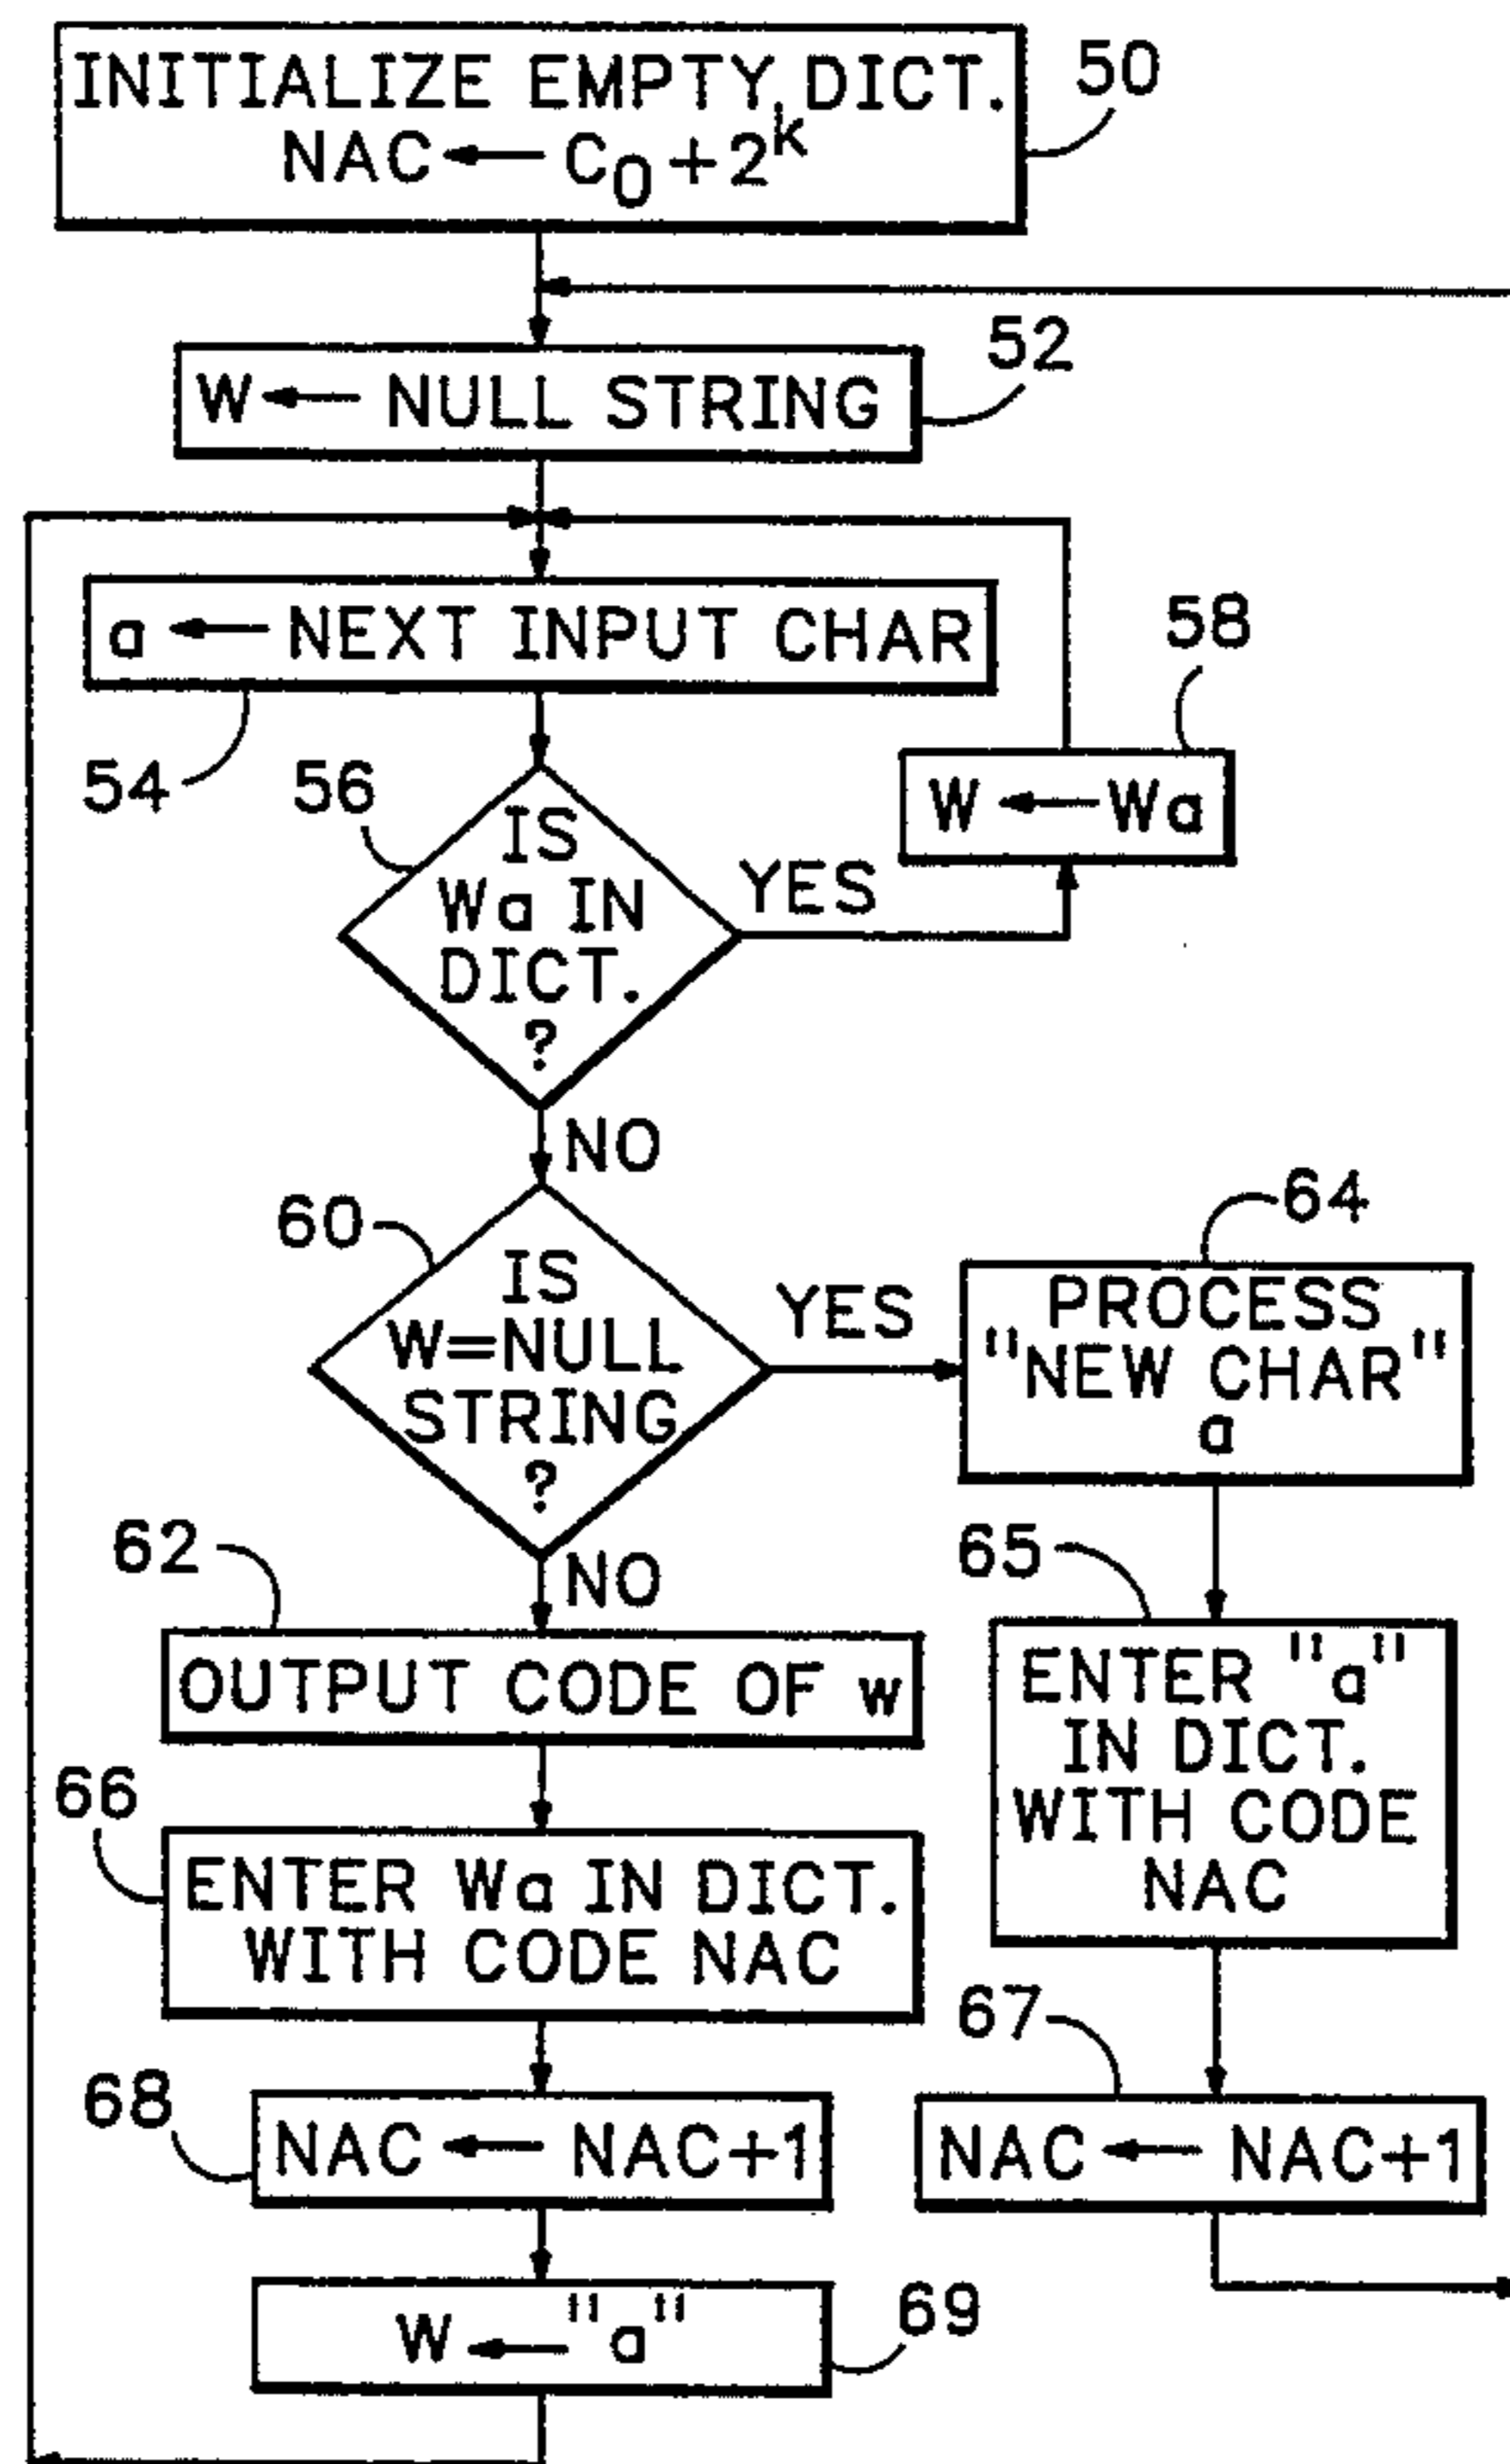 INITIALIZE EMPTY DICT.
NAC ← C₀+2ᵏ
50
W ← NULL STRING
52
a ← NEXT INPUT CHAR
54
56
58
W ← Wa
IS
Wa IN
DICT.
?
YES
NO
60
IS
W=NULL
STRING
?
YES
NO
64
PROCESS
"NEW CHAR"
a
62
OUTPUT CODE OF w
65
ENTER "a"
IN DICT.
WITH CODE
NAC
66
ENTER Wa IN DICT.
WITH CODE NAC
67
NAC ← NAC+1
68
NAC ← NAC+1
W ← "a"
69